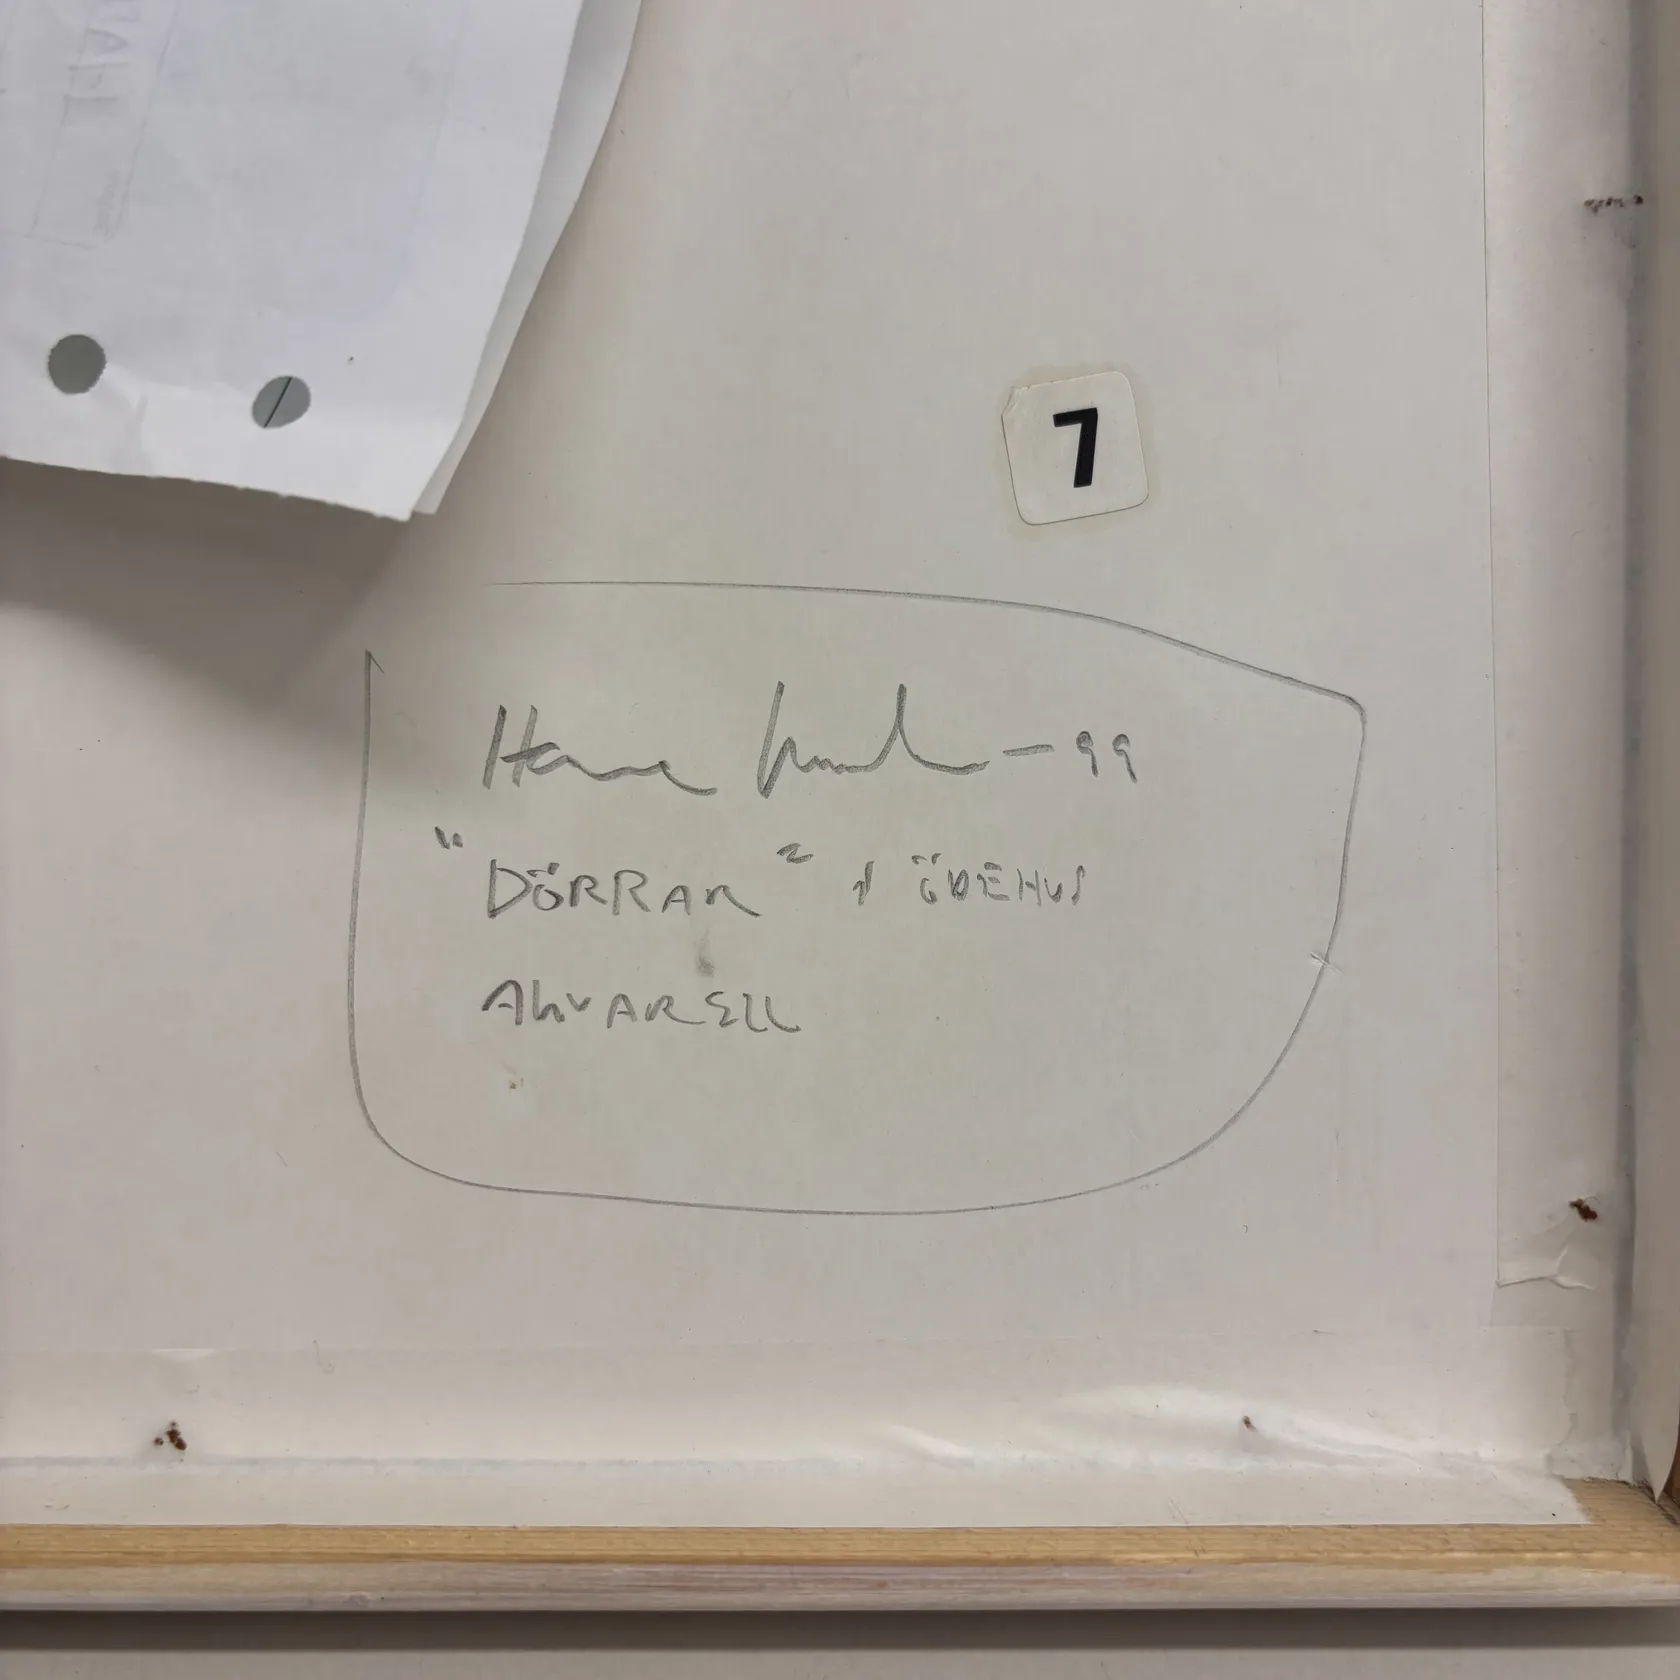 7
- 99
"DÖRRAR" I ÖDEHUS
AKVARELL